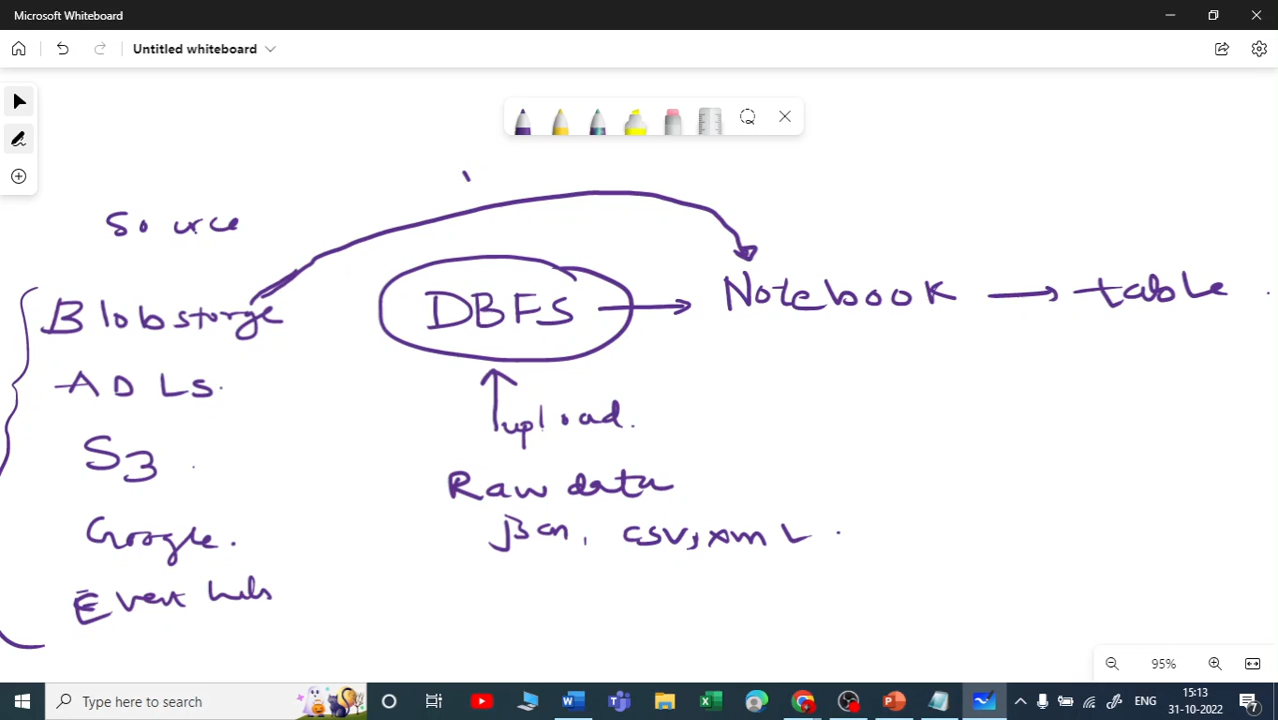 Microsoft Whiteboard
Untitled whiteboard
Source
Blobstorge
ADLS.
S3
Google.
Event hubs
DBFS
Notebook
table
upload.
Raw data
json, csv, xml
95%
Type here to search
ENG
15:13
31-10-2022
7